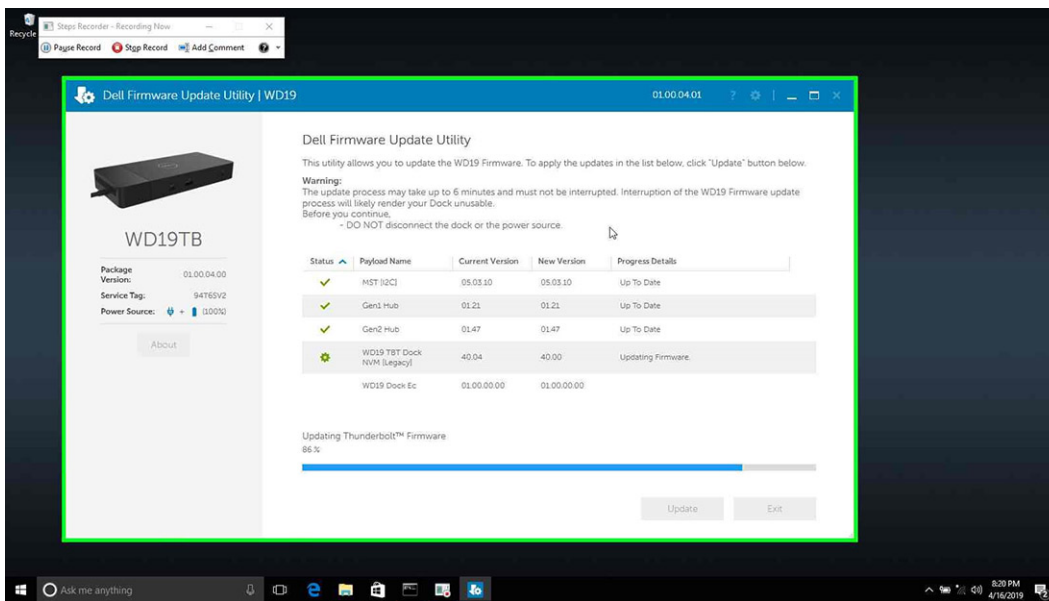 Recycle
Steps Recorder - Recording Now
Pause Record Stop Record Add Comment
Dell Firmware Update Utility | WD19 01.00.04.01 ?
WD19TB
Package Version: 01.00.04.00
Service Tag: 94T6SV2
Power Source: + (100%)
About
Dell Firmware Update Utility
This utility allows you to update the WD19 Firmware. To apply the updates in the list below, click "Update" button below.
Warning:
The update process may take up to 6 minutes and must not be interrupted. Interruption of the WD19 Firmware update
process will likely render your Dock unusable.
Before you continue,
- DO NOT disconnect the dock or the power source.
Status Payload Name Current Version New Version Progress Details
MST [I2C] 05.03.10 05.03.10 Up To Date
Gen1 Hub 01.21 01.21 Up To Date
Gen2 Hub 01.47 01.47 Up To Date
WD19 TBT Dock
NVM [Legacy] 40.04 40.00 Updating Firmware.
WD19 Dock Ec 01.00.00.00 01.00.00.00
Updating Thunderbolt™ Firmware
86 %
Update Exit
Ask me anything
8:20 PM
4/16/2019